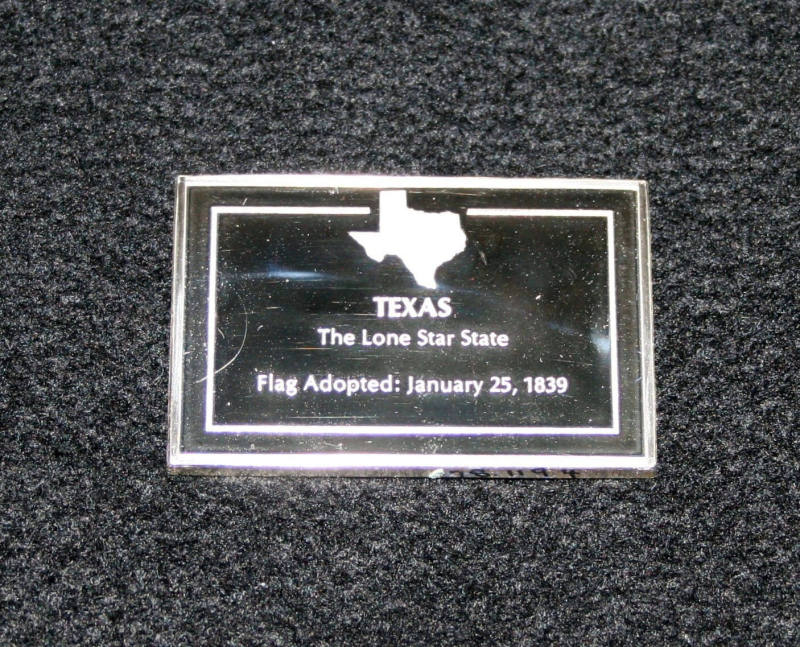 TEXAS
The Lone Star State
Flag Adopted: January 25, 1839